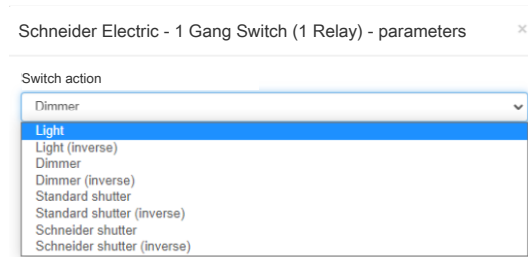 Schneider Electric - 1 Gang Switch (1 Relay) - parameters ×
Switch action
Dimmer
Light
Light (inverse)
Dimmer
Dimmer (inverse)
Standard shutter
Standard shutter (inverse)
Schneider shutter
Schneider shutter (inverse)